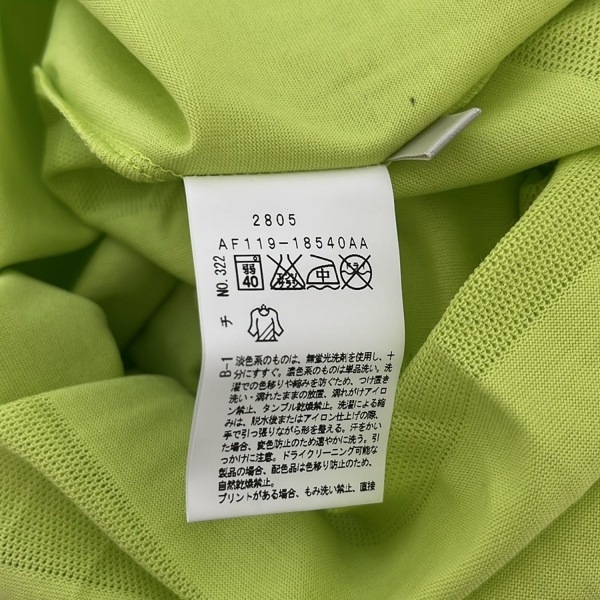 2805
AF119-18540AA
NO.322
弱
40
エンソ
サラシ
中
ヨワク
チ
B-1
淡色系のものは、無蛍光洗剤を使用し、十
分にすすぐ。濃色系のものは単品洗い。洗
濯での色移りや縮みを防ぐため、つけ置き
洗い・濡れたままの放置、濡れがけアイロ
ン禁止、タンブル乾燥禁止。洗濯による縮
みは、脱水後またはアイロン仕上げの際、
手で引っ張りながら形を整える。汗をかい
た場合、変色防止のため速やかに洗う。引
っかけに注意。ドライクリーニング可能な
製品の場合、配色品は色移り防止のため、
自然乾燥禁止。
プリントがある場合、もみ洗い禁止、直接